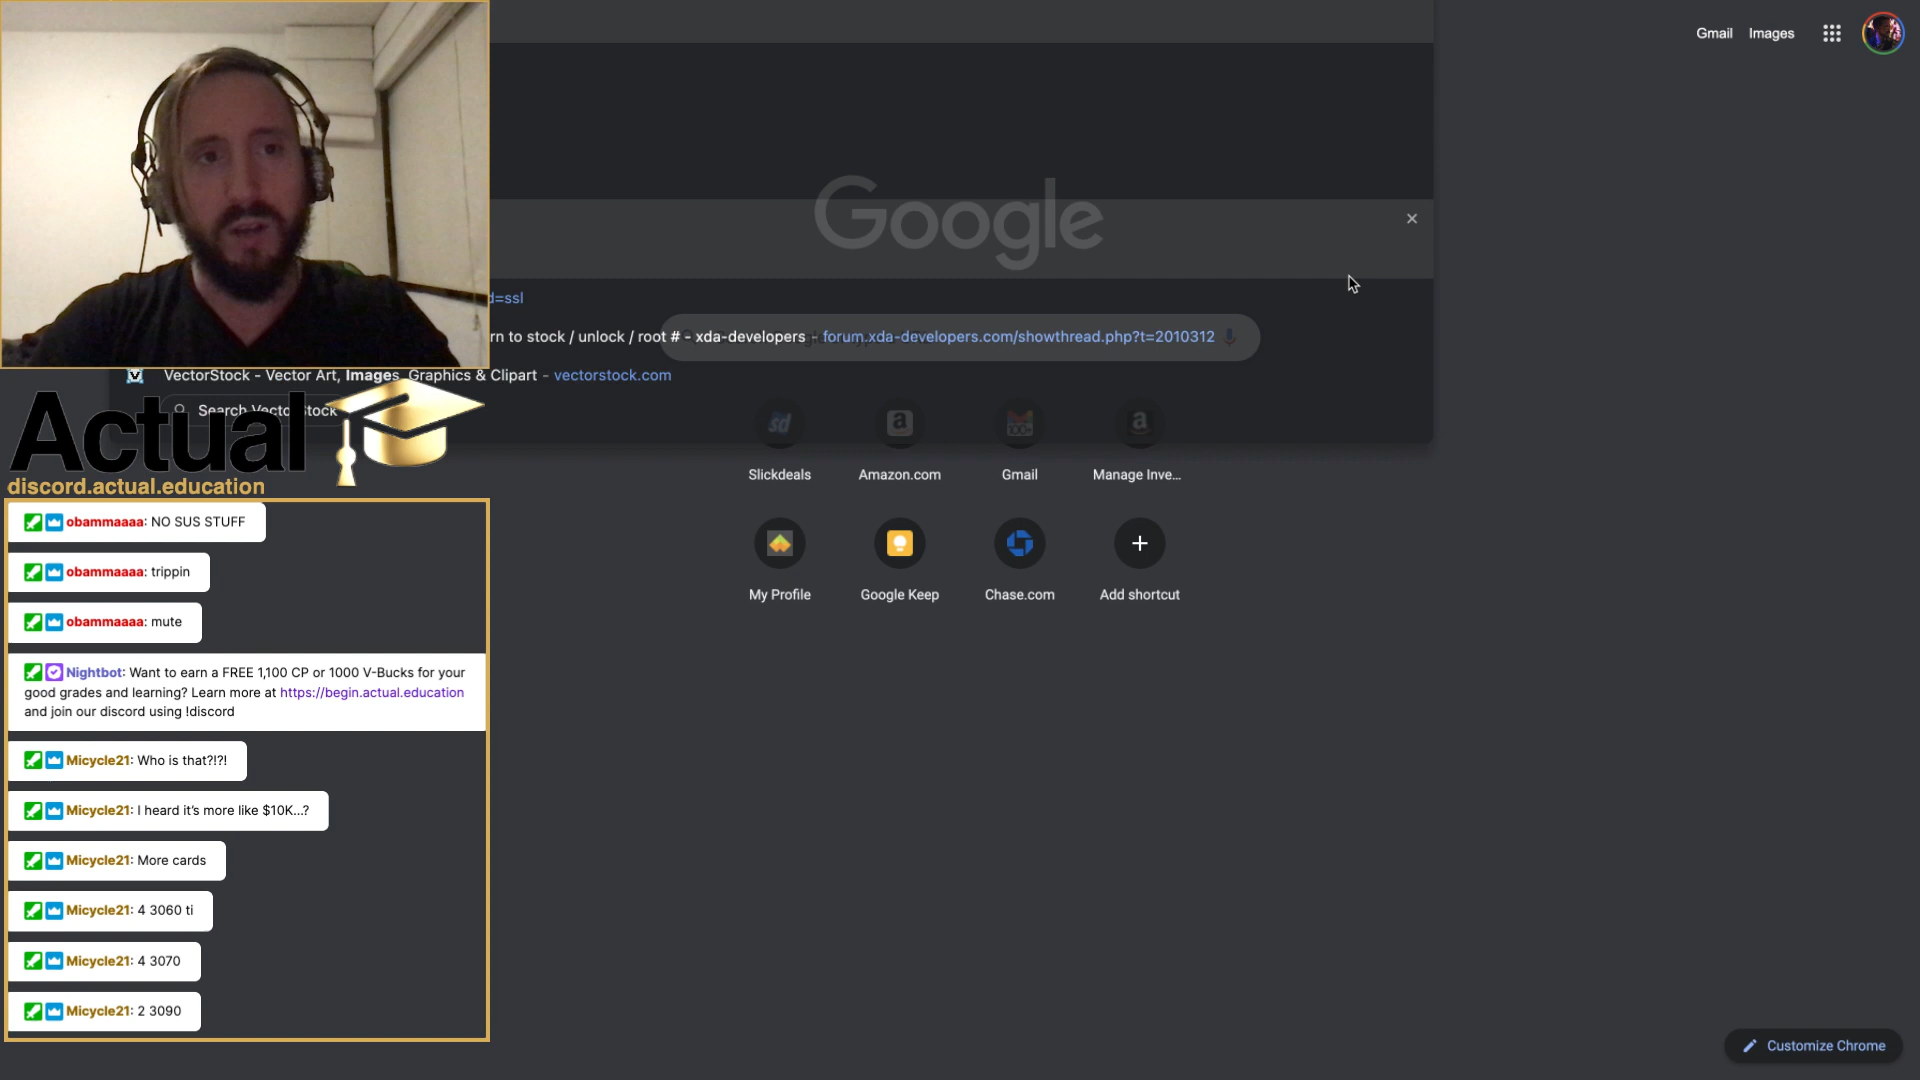 Gmail Images
Google
d=ssl
rn to stock / unlock / root # - xda-developers - forum.xda-developers.com/showthread.php?t=2010312
VectorStock - Vector Art, Images, Graphics & Clipart - vectorstock.com
Search VectorStock
Actual
discord.actual.education
Slickdeals
Amazon.com
Gmail
Manage Inve...
My Profile
Google Keep
Chase.com
Add shortcut
obammaaaa: NO SUS STUFF
obammaaaa: trippin
obammaaaa: mute
Nightbot: Want to earn a FREE 1,100 CP or 1000 V-Bucks for your
good grades and learning? Learn more at https://begin.actual.education
and join our discord using !discord
Micycle21: Who is that?!?!
Micycle21: I heard it's more like $10K...?
Micycle21: More cards
Micycle21: 4 3060 ti
Micycle21: 4 3070
Micycle21: 2 3090
Customize Chrome